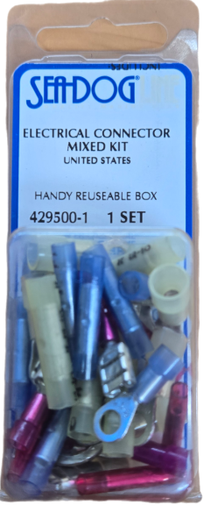 SEA-DOG
ELECTRICAL CONNECTOR
MIXED KIT
UNITED STATES
HANDY REUSEABLE BOX
429500-1 1 SET